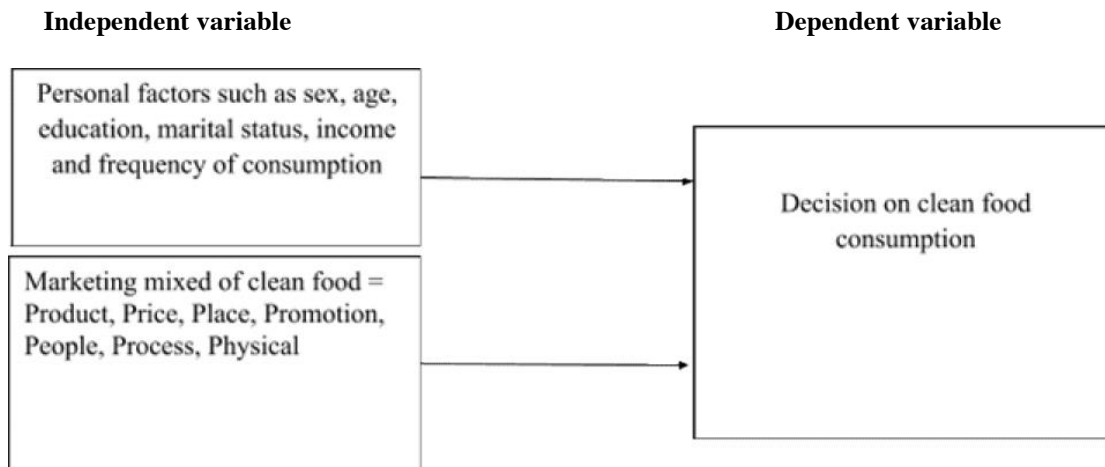 Independent variable
Dependent variable
Personal factors such as sex, age,
education, marital status, income
and frequency of consumption
Marketing mixed of clean food =
Product, Price, Place, Promotion,
People, Process, Physical
Decision on clean food
consumption